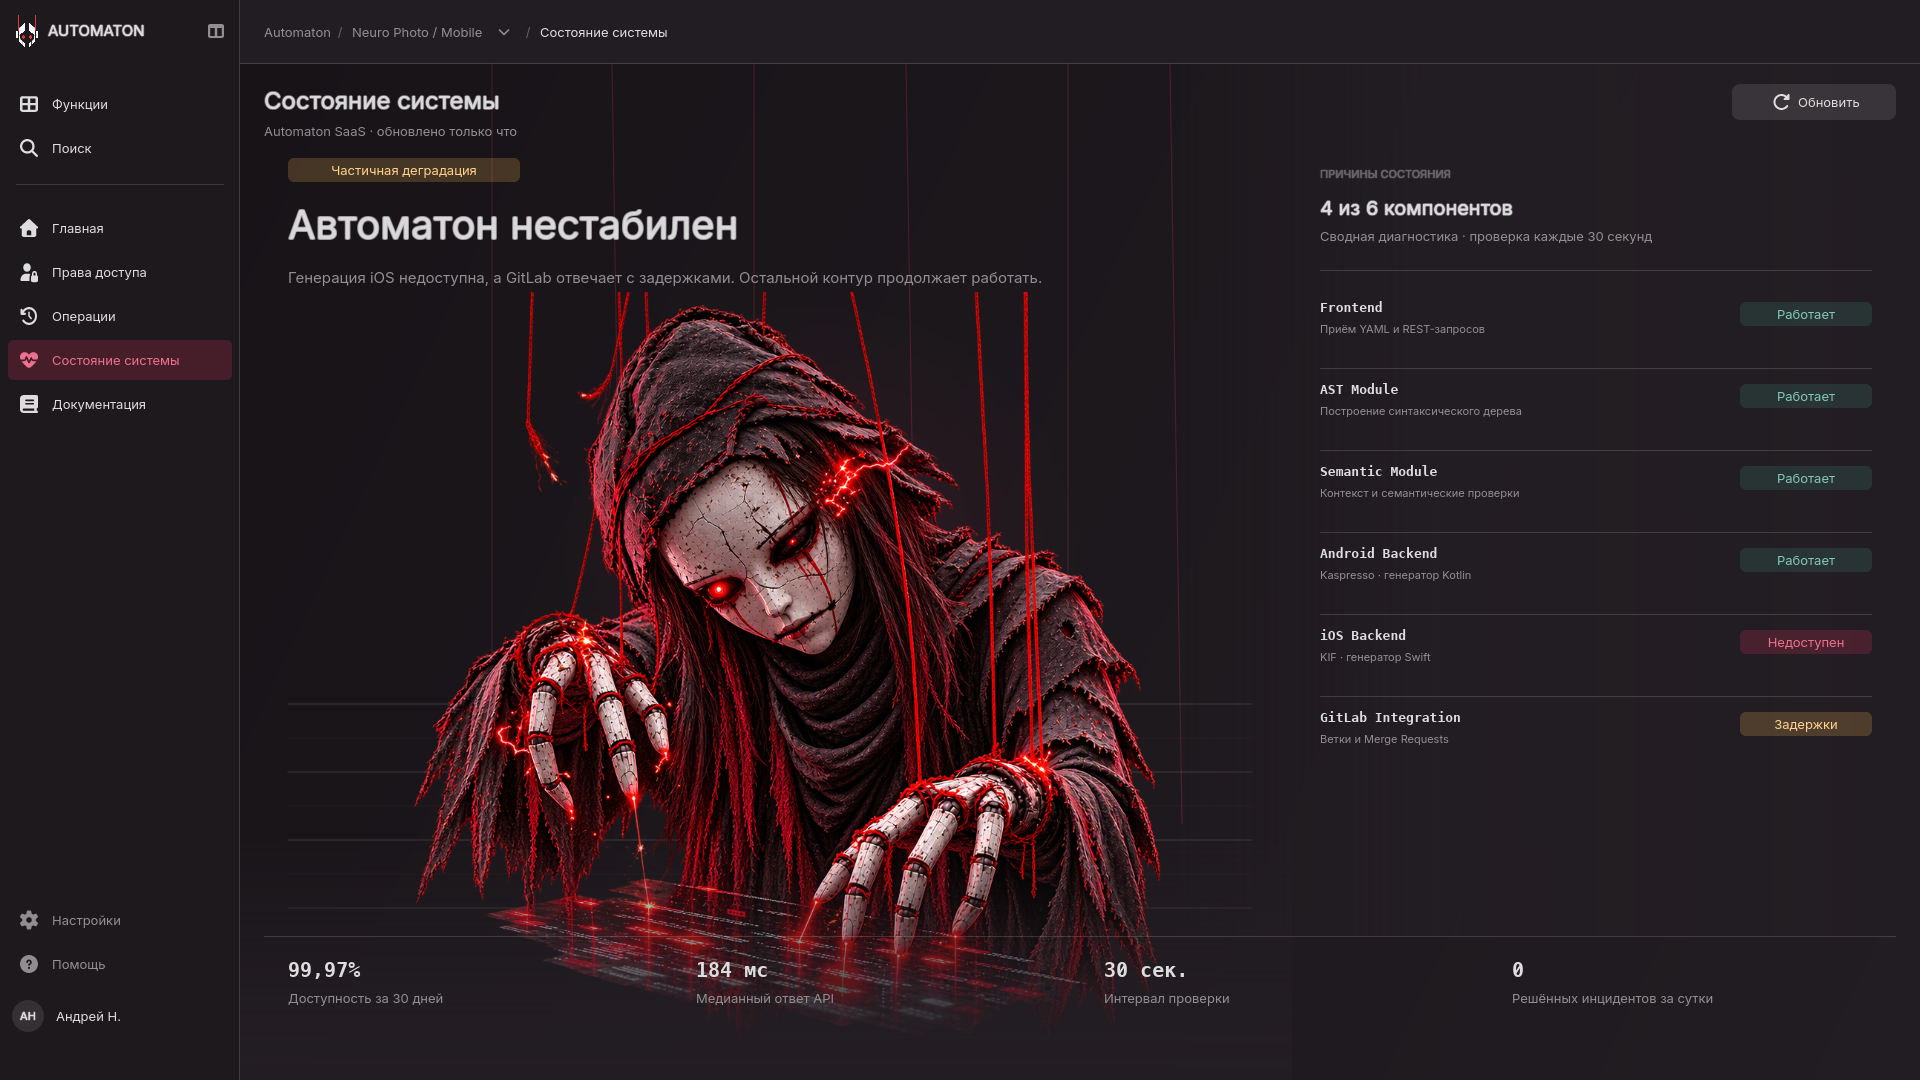 AUTOMATON
Automaton / Neuro Photo / Mobile / Состояние системы
Функции
Поиск
Главная
Права доступа
Операции
Состояние системы
Документация
Настройки
Помощь
АН Андрей Н.
Состояние системы
Automaton SaaS · обновлено только что
Обновить
Частичная деградация
Автоматон нестабилен
Генерация iOS недоступна, а GitLab отвечает с задержками. Остальной контур продолжает работать.
ПРИЧИНЫ СОСТОЯНИЯ
4 из 6 компонентов
Сводная диагностика · проверка каждые 30 секунд
Frontend
Приём YAML и REST-запросов
Работает
AST Module
Построение синтаксического дерева
Работает
Semantic Module
Контекст и семантические проверки
Работает
Android Backend
Kaspresso · генератор Kotlin
Работает
iOS Backend
KIF · генератор Swift
Недоступен
GitLab Integration
Ветки и Merge Requests
Задержки
99,97%
Доступность за 30 дней
184 мс
Медианный ответ API
30 сек.
Интервал проверки
0
Решённых инцидентов за сутки